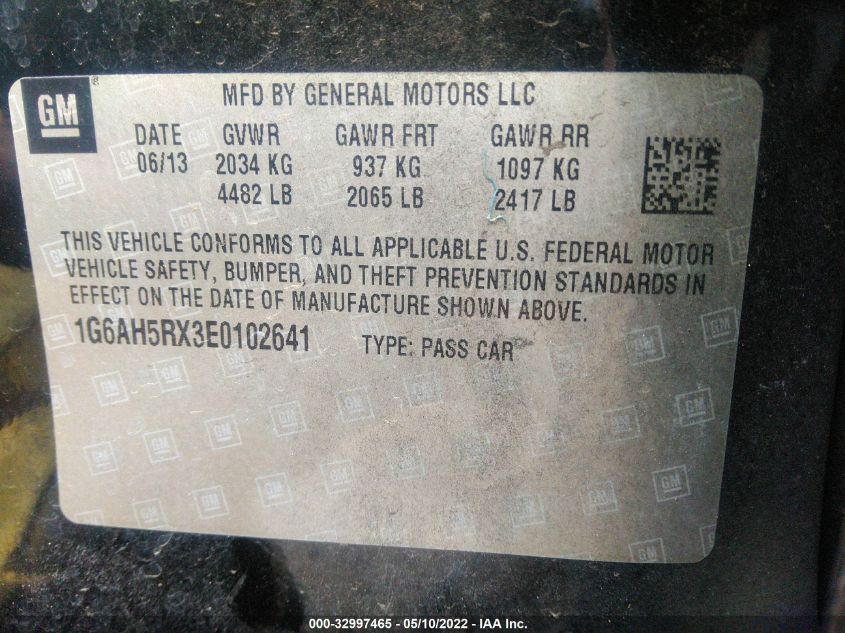 GM
MFD BY GENERAL MOTORS LLC
DATE GVWR GAWR FRT GAWR RR
06/13 2034 KG 937 KG 1097 KG
4482 LB 2065 LB 2417 LB
THIS VEHICLE CONFORMS TO ALL APPLICABLE U.S. FEDERAL MOTOR
VEHICLE SAFETY, BUMPER, AND THEFT PREVENTION STANDARDS IN
EFFECT ON THE DATE OF MANUFACTURE SHOWN ABOVE.
1G6AH5RX3E0102641 TYPE: PASS CAR
000-32997465 - 05/10/2022 - IAA Inc.